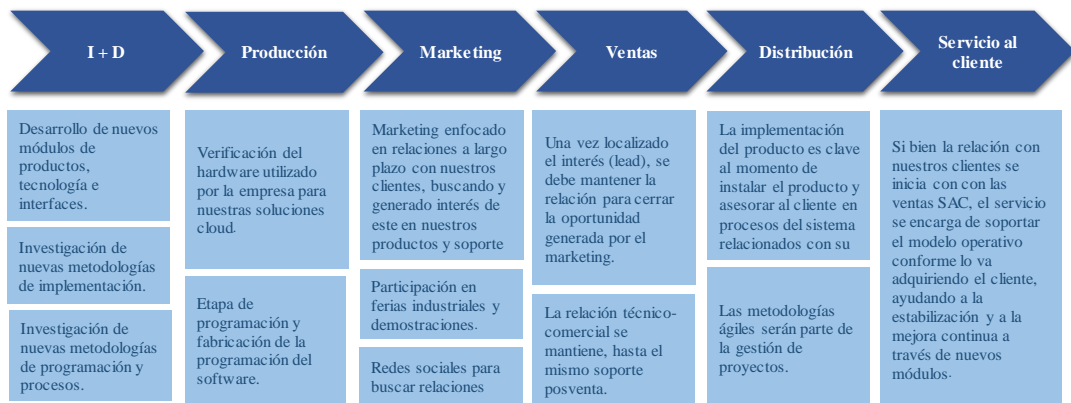 I + D
Producción
Marketing
Ventas
Distribución
Servicio al
cliente
Desarrollo de nuevos
módulos de
productos,
tecnología e
interfaces.
Investigación de
nuevas metodologías
de implementación.
Investigación de
nuevas metodologías
de programación y
procesos.
Verificación del
hardware utilizado
por la empresa para
nuestras soluciones
cloud.
Etapa de
programación y
fabricación de la
programación del
software.
Marketing enfocado
en relaciones a largo
plazo con nuestros
clientes, buscando y
generado interés de
este en nuestros
productos y soporte
Participación en
ferias industriales y
demostraciones.
Redes sociales para
buscar relaciones
Una vez localizado
el interés (lead), se
debe mantener la
relación para cerrar
la oportunidad
generada por el
marketing.
La relación técnico-
comercial se
mantiene, hasta el
mismo soporte
posventa.
La implementación
del producto es clave
al momento de
instalar el producto y
asesorar al cliente en
procesos del sistema
relacionados con su
Las metodologías
ágiles serán parte de
la gestión de
proyectos.
Si bien la relación con
nuestros clientes se
inicia con con las
ventas SAC, el servicio
se encarga de soportar
el modelo operativo
conforme lo va
adquiriendo el cliente,
ayudando a la
estabilización y a la
mejora continua a
través de nuevos
módulos.